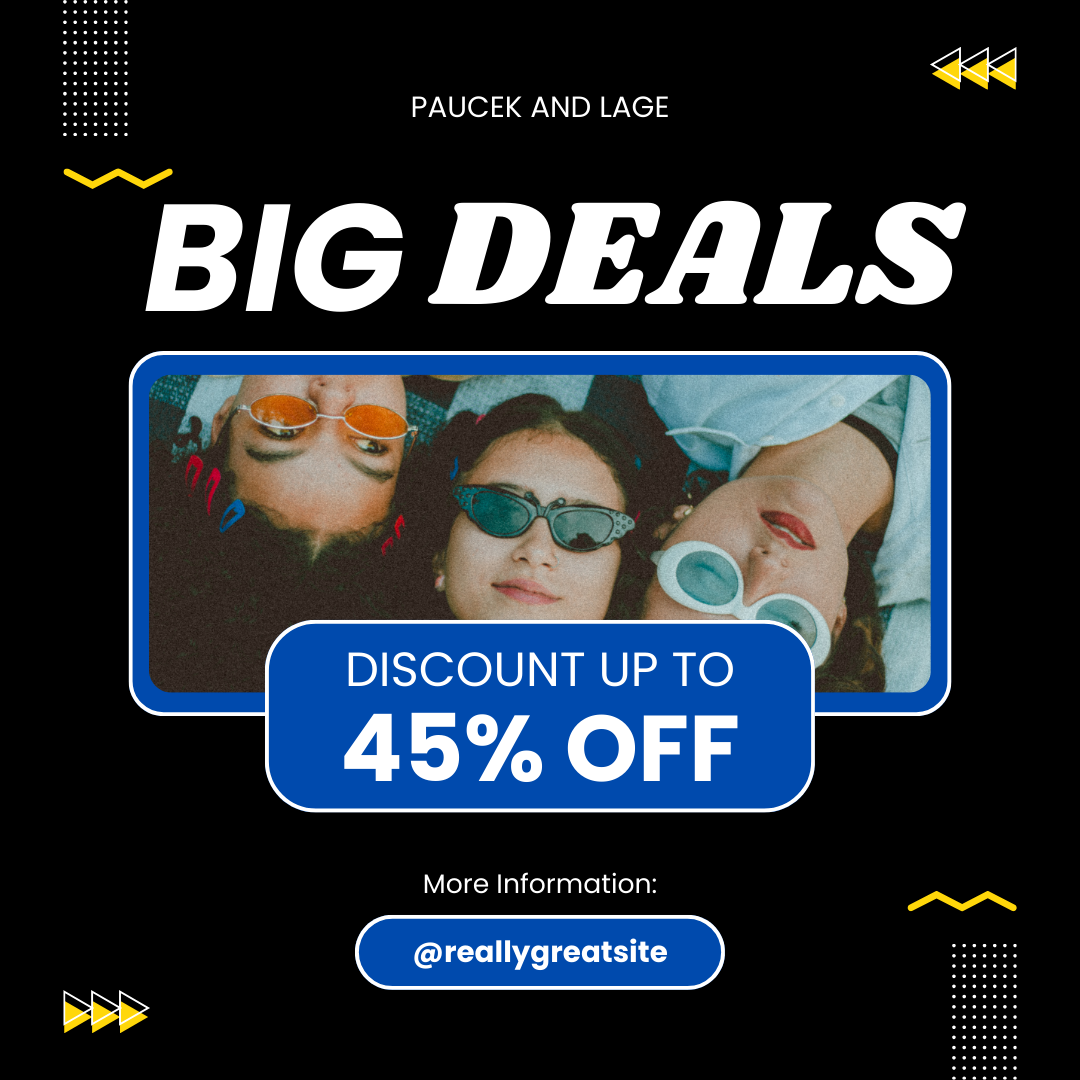 PAUCEK AND LAGE
BIG DEALS
DISCOUNT UP TO
45% OFF
More Information:
@reallygreatsite